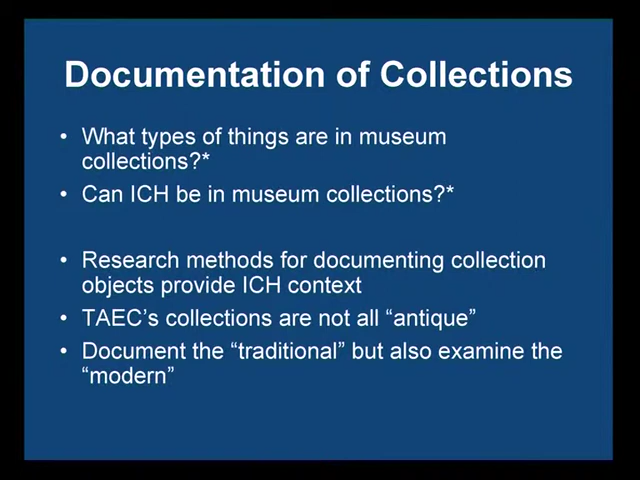 Documentation of Collections
• What types of things are in museum
collections?*
• Can ICH be in museum collections?*
• Research methods for documenting collection
objects provide ICH context
• TAEC’s collections are not all “antique”
• Document the “traditional” but also examine the
“modern”